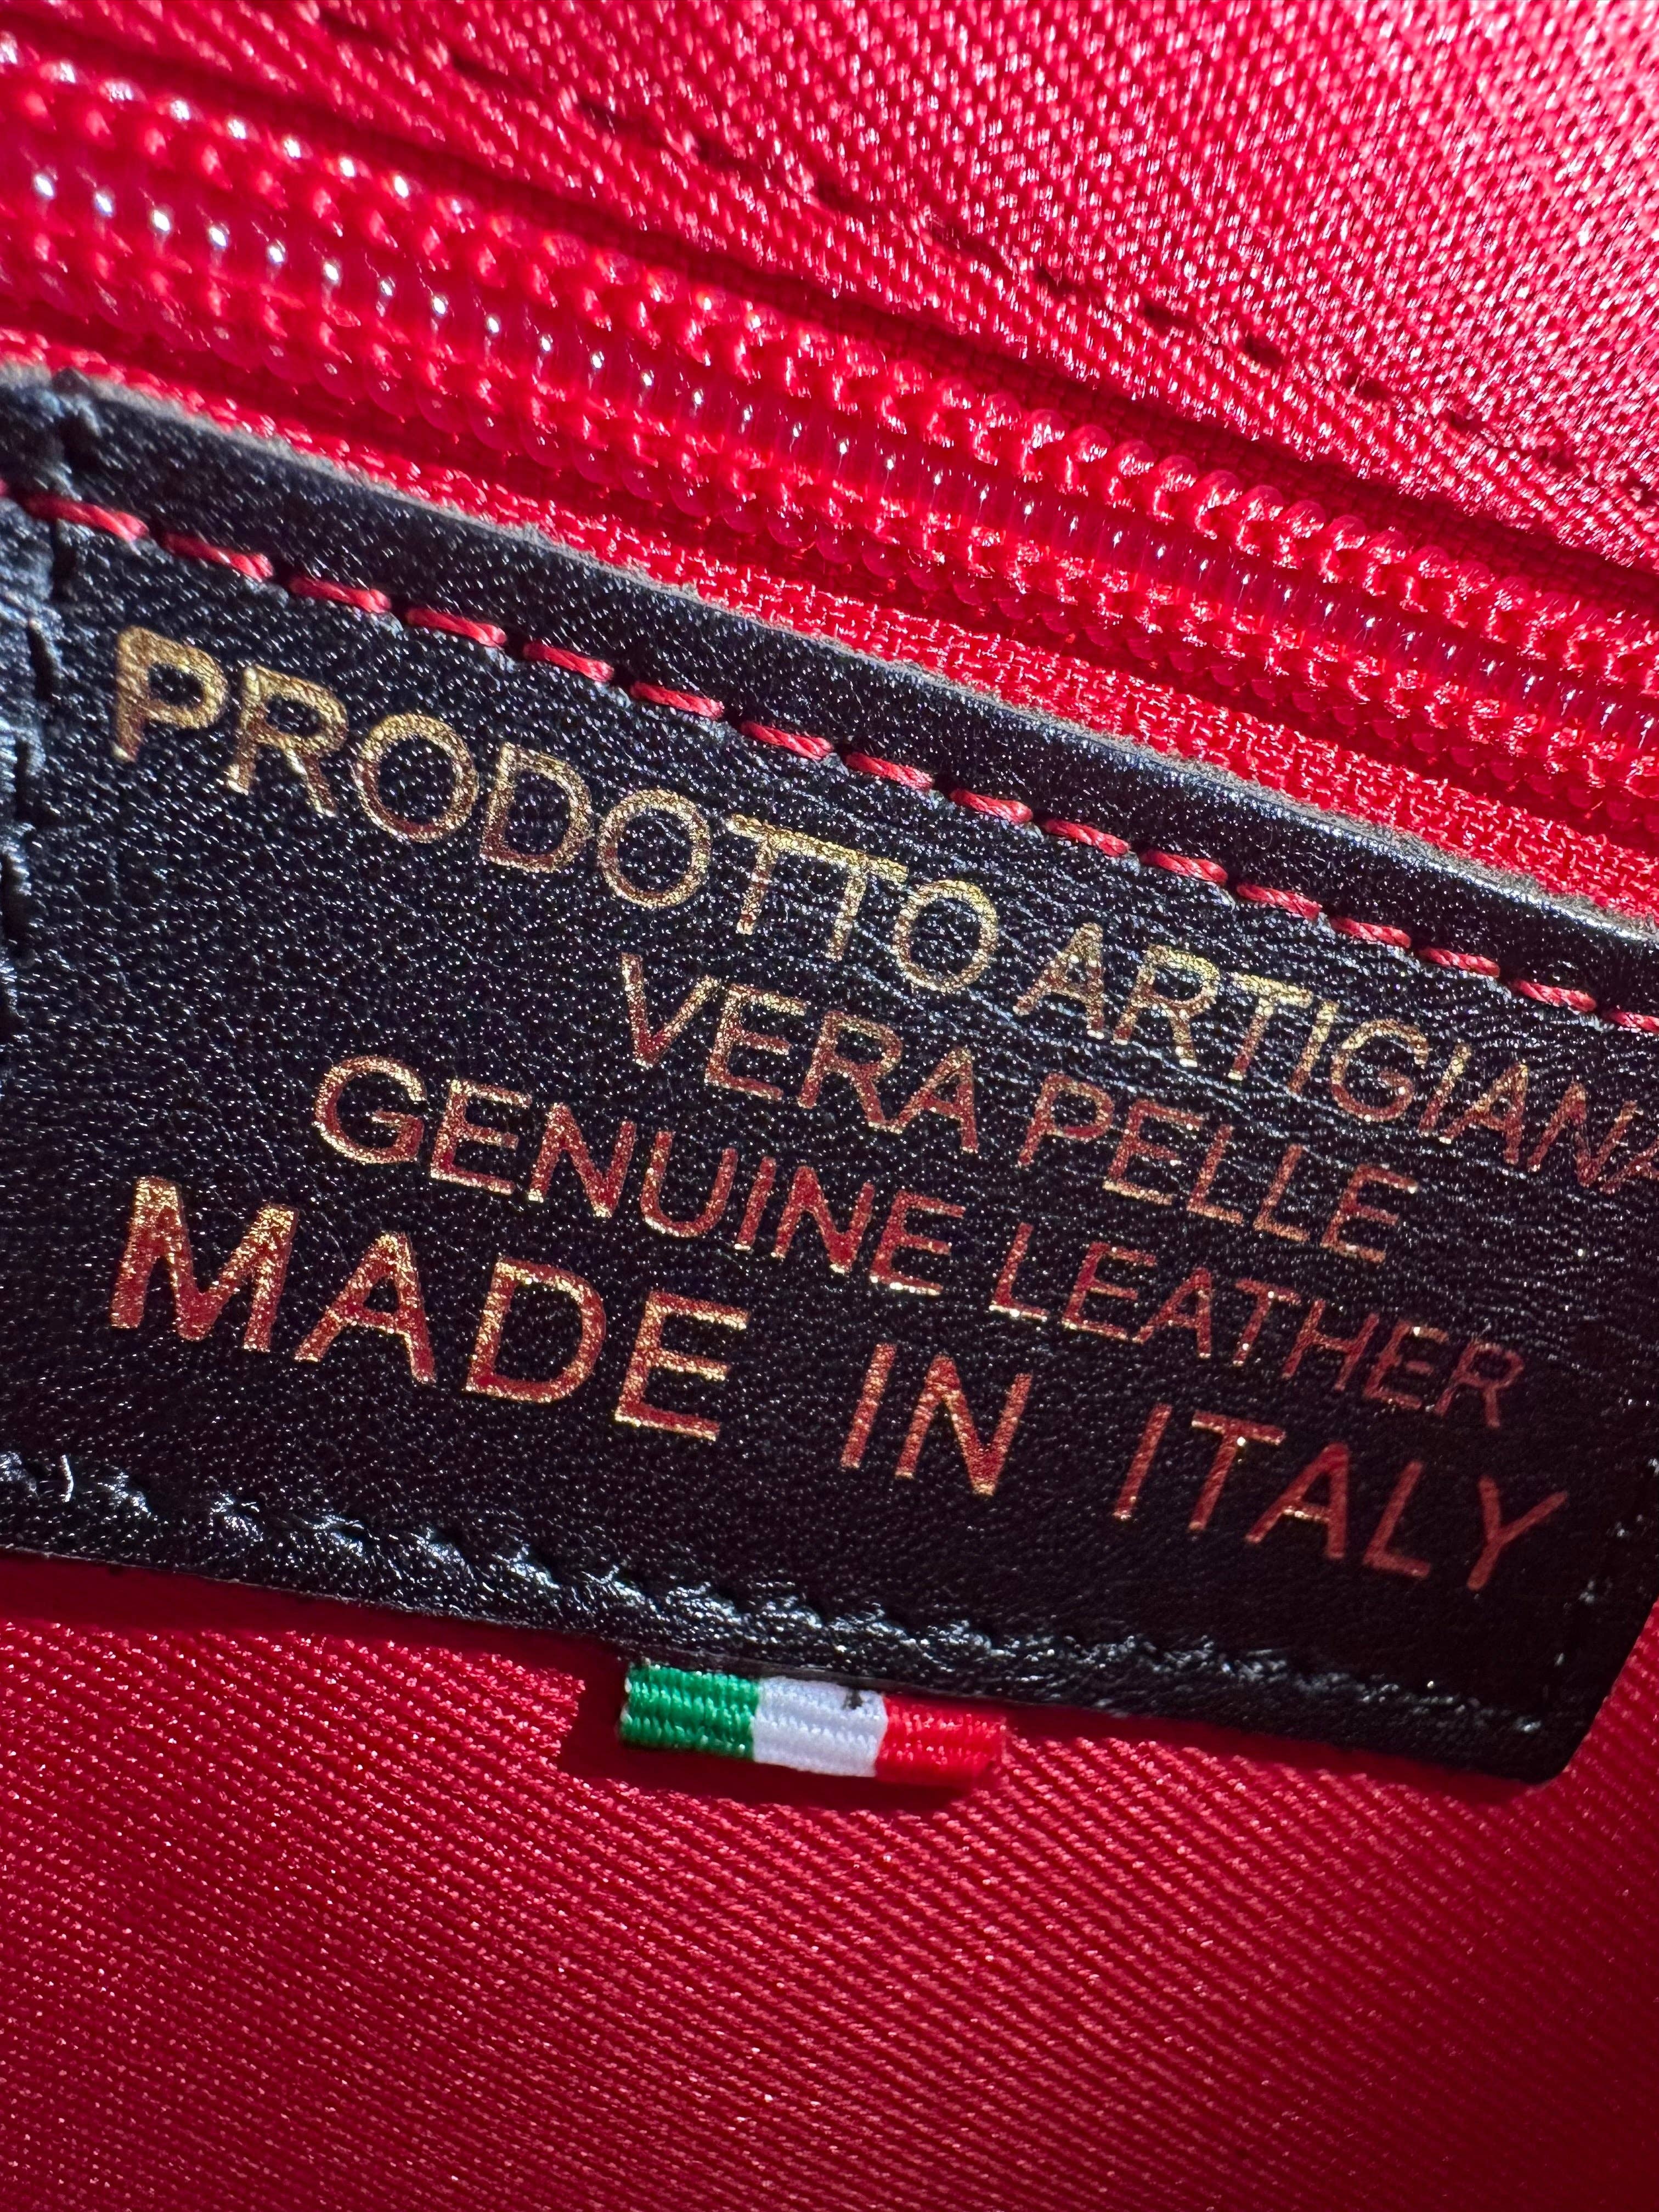 PRODOTTO ARTIGIANA
VERA PELLE
GENUINE LEATHER
MADE IN ITALY